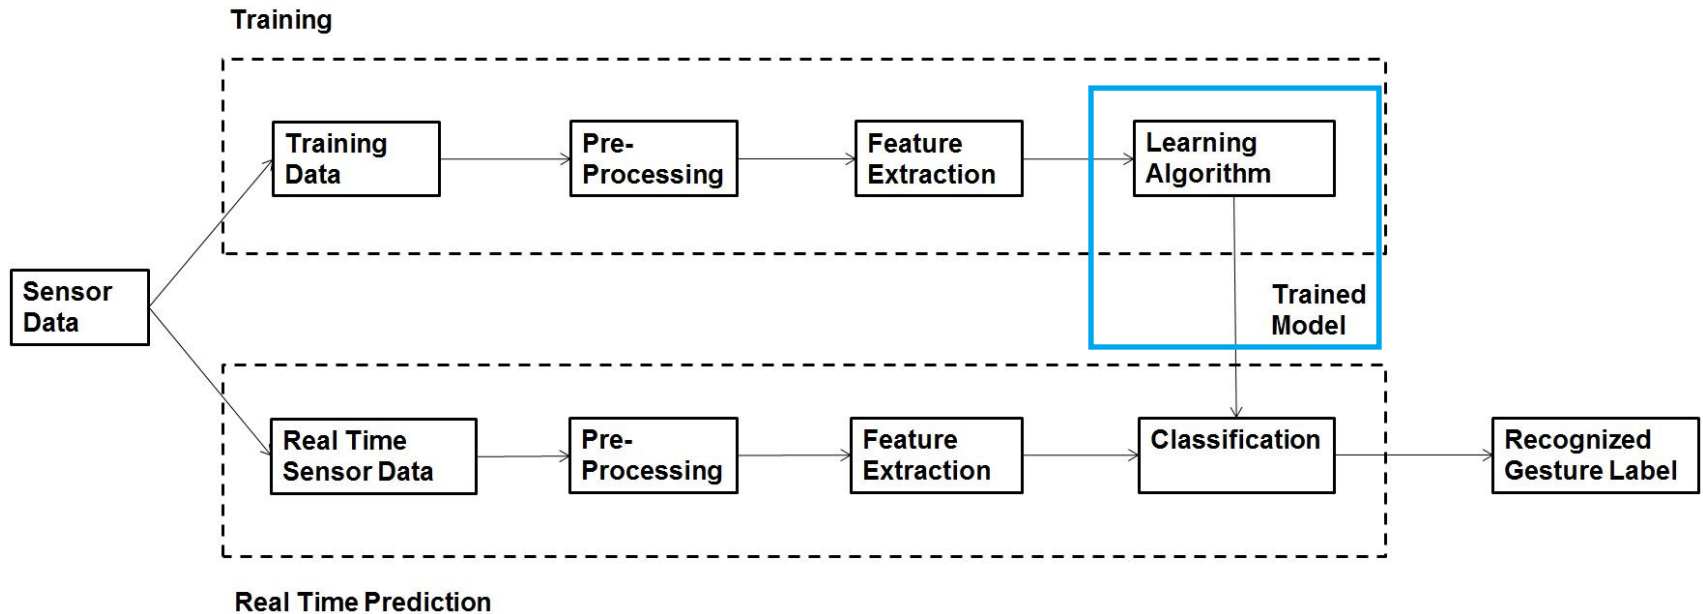 Training
Training
Data
Pre-
Processing
Feature
Extraction
Learning
Algorithm
Sensor
Data
Trained
Model
Real Time
Sensor Data
Pre-
Processing
Feature
Extraction
Classification
Recognized
Gesture Label
Real Time Prediction